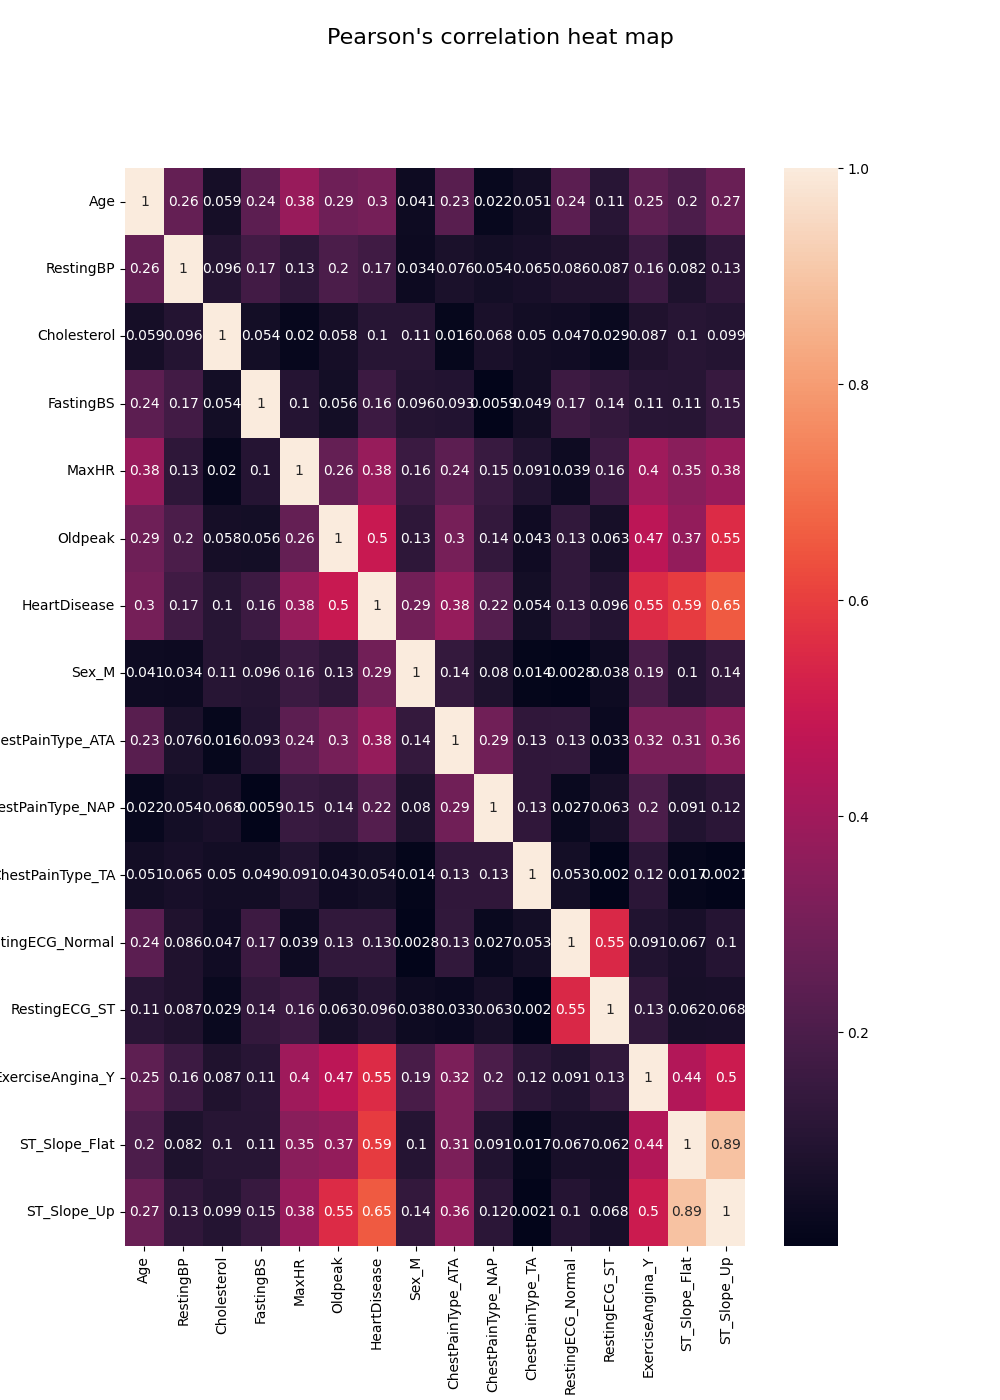 Pearson's correlation heat map
Age 1 0.26 0.059 0.24 0.38 0.29 0.3 0.041 0.23 0.022 0.051 0.24 0.11 0.25 0.2 0.27
RestingBP 0.26 1 0.096 0.17 0.13 0.2 0.17 0.034 0.076 0.054 0.065 0.086 0.087 0.16 0.082 0.13
Cholesterol 0.059 0.096 1 0.054 0.02 0.058 0.1 0.11 0.016 0.068 0.05 0.047 0.029 0.087 0.1 0.099
FastingBS 0.24 0.17 0.054 1 0.1 0.056 0.16 0.096 0.093 0.0059 0.049 0.17 0.14 0.11 0.11 0.15
MaxHR 0.38 0.13 0.02 0.1 1 0.26 0.38 0.16 0.24 0.15 0.091 0.039 0.16 0.4 0.35 0.38
Oldpeak 0.29 0.2 0.058 0.056 0.26 1 0.5 0.13 0.3 0.14 0.043 0.13 0.063 0.47 0.37 0.55
HeartDisease 0.3 0.17 0.1 0.16 0.38 0.5 1 0.29 0.38 0.22 0.054 0.13 0.096 0.55 0.59 0.65
Sex_M 0.041 0.034 0.11 0.096 0.16 0.13 0.29 1 0.14 0.08 0.014 0.0028 0.038 0.19 0.1 0.14
estPainType_ATA 0.23 0.076 0.016 0.093 0.24 0.3 0.38 0.14 1 0.29 0.13 0.13 0.033 0.32 0.31 0.36
estPainType_NAP 0.022 0.054 0.068 0.0059 0.15 0.14 0.22 0.08 0.29 1 0.13 0.027 0.063 0.2 0.091 0.12
hestPainType_TA 0.051 0.065 0.05 0.049 0.091 0.043 0.054 0.014 0.13 0.13 1 0.053 0.002 0.12 0.017 0.0021
tingECG_Normal 0.24 0.086 0.047 0.17 0.039 0.13 0.13 0.0028 0.13 0.027 0.053 1 0.55 0.091 0.067 0.1
RestingECG_ST 0.11 0.087 0.029 0.14 0.16 0.063 0.096 0.038 0.033 0.063 0.002 0.55 1 0.13 0.062 0.068
ExerciseAngina_Y 0.25 0.16 0.087 0.11 0.4 0.47 0.55 0.19 0.32 0.2 0.12 0.091 0.13 1 0.44 0.5
ST_Slope_Flat 0.2 0.082 0.1 0.11 0.35 0.37 0.59 0.1 0.31 0.091 0.017 0.067 0.062 0.44 1 0.89
ST_Slope_Up 0.27 0.13 0.099 0.15 0.38 0.55 0.65 0.14 0.36 0.12 0.0021 0.1 0.068 0.5 0.89 1
Age
RestingBP
Cholesterol
FastingBS
MaxHR
Oldpeak
HeartDisease
Sex_M
ChestPainType_ATA
ChestPainType_NAP
ChestPainType_TA
RestingECG_Normal
RestingECG_ST
ExerciseAngina_Y
ST_Slope_Flat
ST_Slope_Up
1.0
0.8
0.6
0.4
0.2